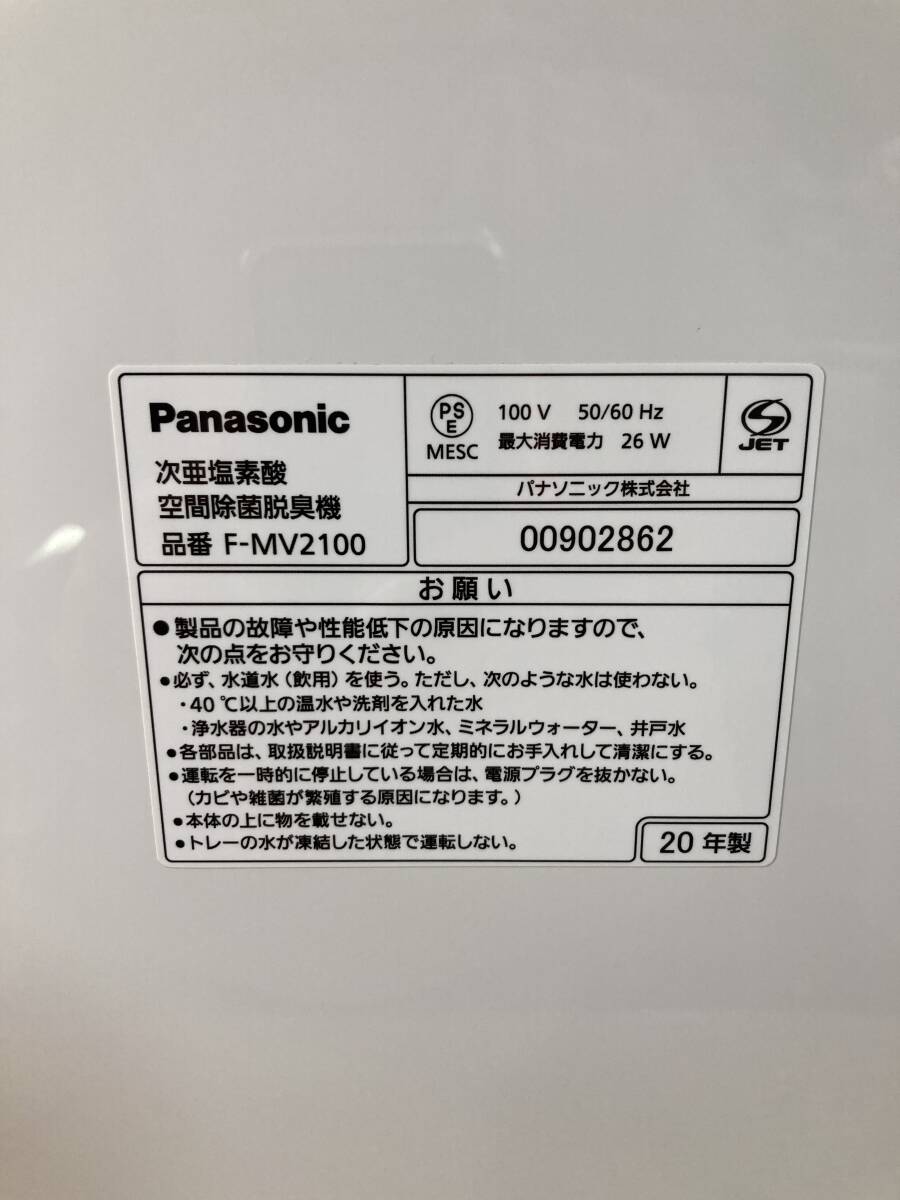 Panasonic
次亜塩素酸
空間除菌脱臭機
品番 F-MV2100
PSE
MESC
100 V 50/60 Hz
最大消費電力 26 W
JET
パナソニック株式会社
00902862
お願い
●製品の故障や性能低下の原因になりますので、
次の点をお守りください。
●必ず、水道水(飲用)を使う。ただし、次のような水は使わない。
・40℃以上の温水や洗剤を入れた水
・浄水器の水やアルカリイオン水、ミネラルウォーター、井戸水
●各部品は、取扱説明書に従って定期的にお手入れして清潔にする。
●運転を一時的に停止している場合は、電源プラグを抜かない。
(カビや雑菌が繁殖する原因になります。)
●本体の上に物を載せない。
●トレーの水が凍結した状態で運転しない。
20 年製